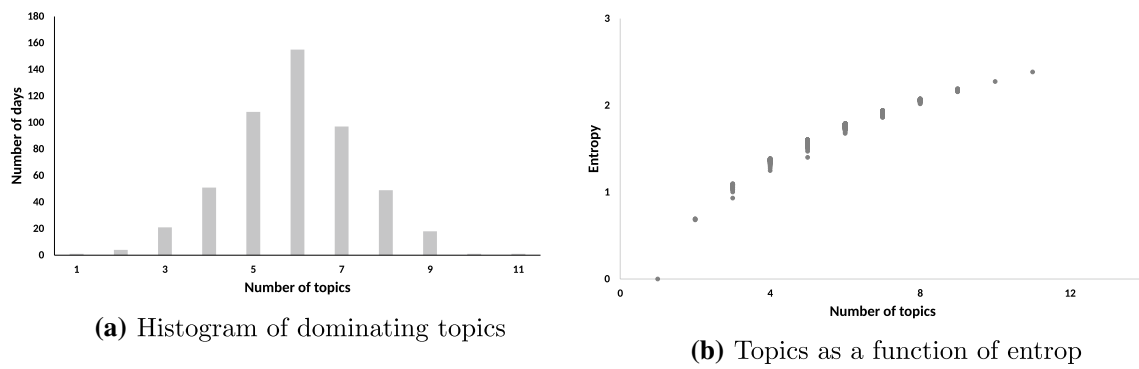 180
160
140
120
100
80
60
40
20
0
Number of days
1 3 5 7 9 11
Number of topics
(a) Histogram of dominating topics
3
2
1
0
Entropy
0 4 8 12
Number of topics
(b) Topics as a function of entrop